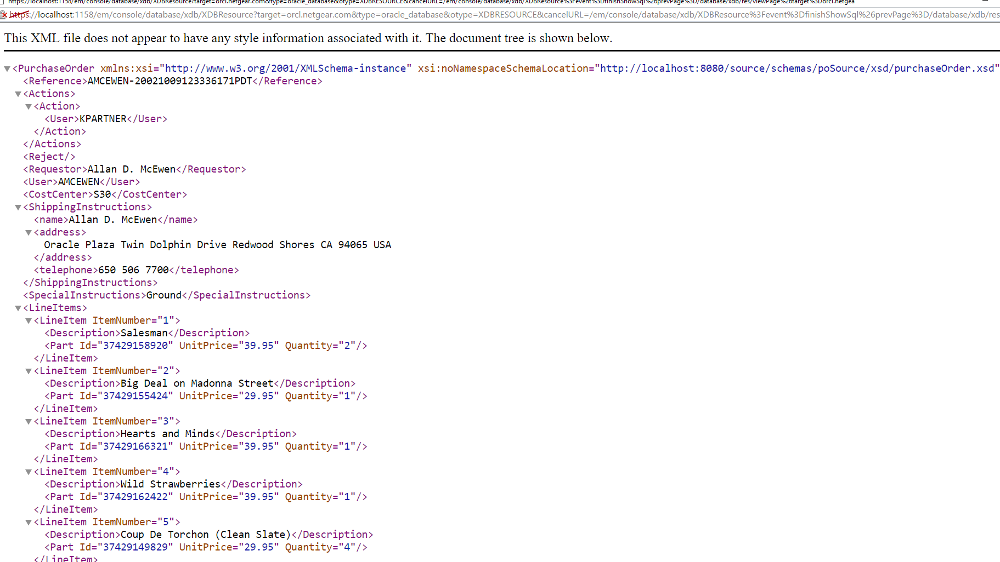 https://localhost:1158/em/console/database/xdb/XDBResource?target=orcl.netgear.com&type=oracle_database&otype=XDBRESOURCE&cancelURL=/em/console/database/xdb/XDBResource%3Fevent%3DfinishShowSql%26prevPage%3D/database/xdb/res/viewPage%26target%3Dorcl.netgea
https://localhost:1158/em/console/database/xdb/XDBResource?target=orcl.netgear.com&type=oracle_database&otype=XDBRESOURCE&cancelURL=/em/console/database/xdb/XDBResource%3Fevent%3DfinishShowSql%26prevPage%3D/database/xdb/res
This XML file does not appear to have any style information associated with it. The document tree is shown below.
▼<PurchaseOrder xmlns:xsi="http://www.w3.org/2001/XMLSchema-instance" xsi:noNamespaceSchemaLocation="http://localhost:8080/source/schemas/poSource/xsd/purchaseOrder.xsd"
<Reference>AMCEWEN-20021009123336171PDT</Reference>
▼<Actions>
▼<Action>
<User>KPARTNER</User>
</Action>
</Actions>
<Reject/>
<Requestor>Allan D. McEwen</Requestor>
<User>AMCEWEN</User>
<CostCenter>S30</CostCenter>
▼<ShippingInstructions>
<name>Allan D. McEwen</name>
▼<address>
Oracle Plaza Twin Dolphin Drive Redwood Shores CA 94065 USA
</address>
<telephone>650 506 7700</telephone>
</ShippingInstructions>
<SpecialInstructions>Ground</SpecialInstructions>
▼<LineItems>
▼<LineItem ItemNumber="1">
<Description>Salesman</Description>
<Part Id="37429158920" UnitPrice="39.95" Quantity="2"/>
</LineItem>
▼<LineItem ItemNumber="2">
<Description>Big Deal on Madonna Street</Description>
<Part Id="37429155424" UnitPrice="29.95" Quantity="1"/>
</LineItem>
▼<LineItem ItemNumber="3">
<Description>Hearts and Minds</Description>
<Part Id="37429166321" UnitPrice="39.95" Quantity="1"/>
</LineItem>
▼<LineItem ItemNumber="4">
<Description>Wild Strawberries</Description>
<Part Id="37429162422" UnitPrice="39.95" Quantity="1"/>
</LineItem>
▼<LineItem ItemNumber="5">
<Description>Coup De Torchon (Clean Slate)</Description>
<Part Id="37429149829" UnitPrice="29.95" Quantity="4"/>
</LineItem>